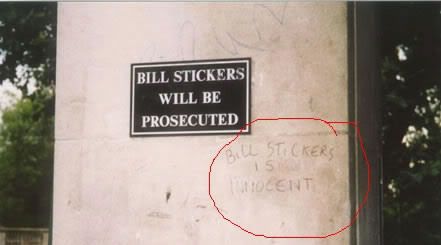 BILL STICKERS
WILL BE
PROSECUTED
BILL STICKERS
IS
INNOCENT